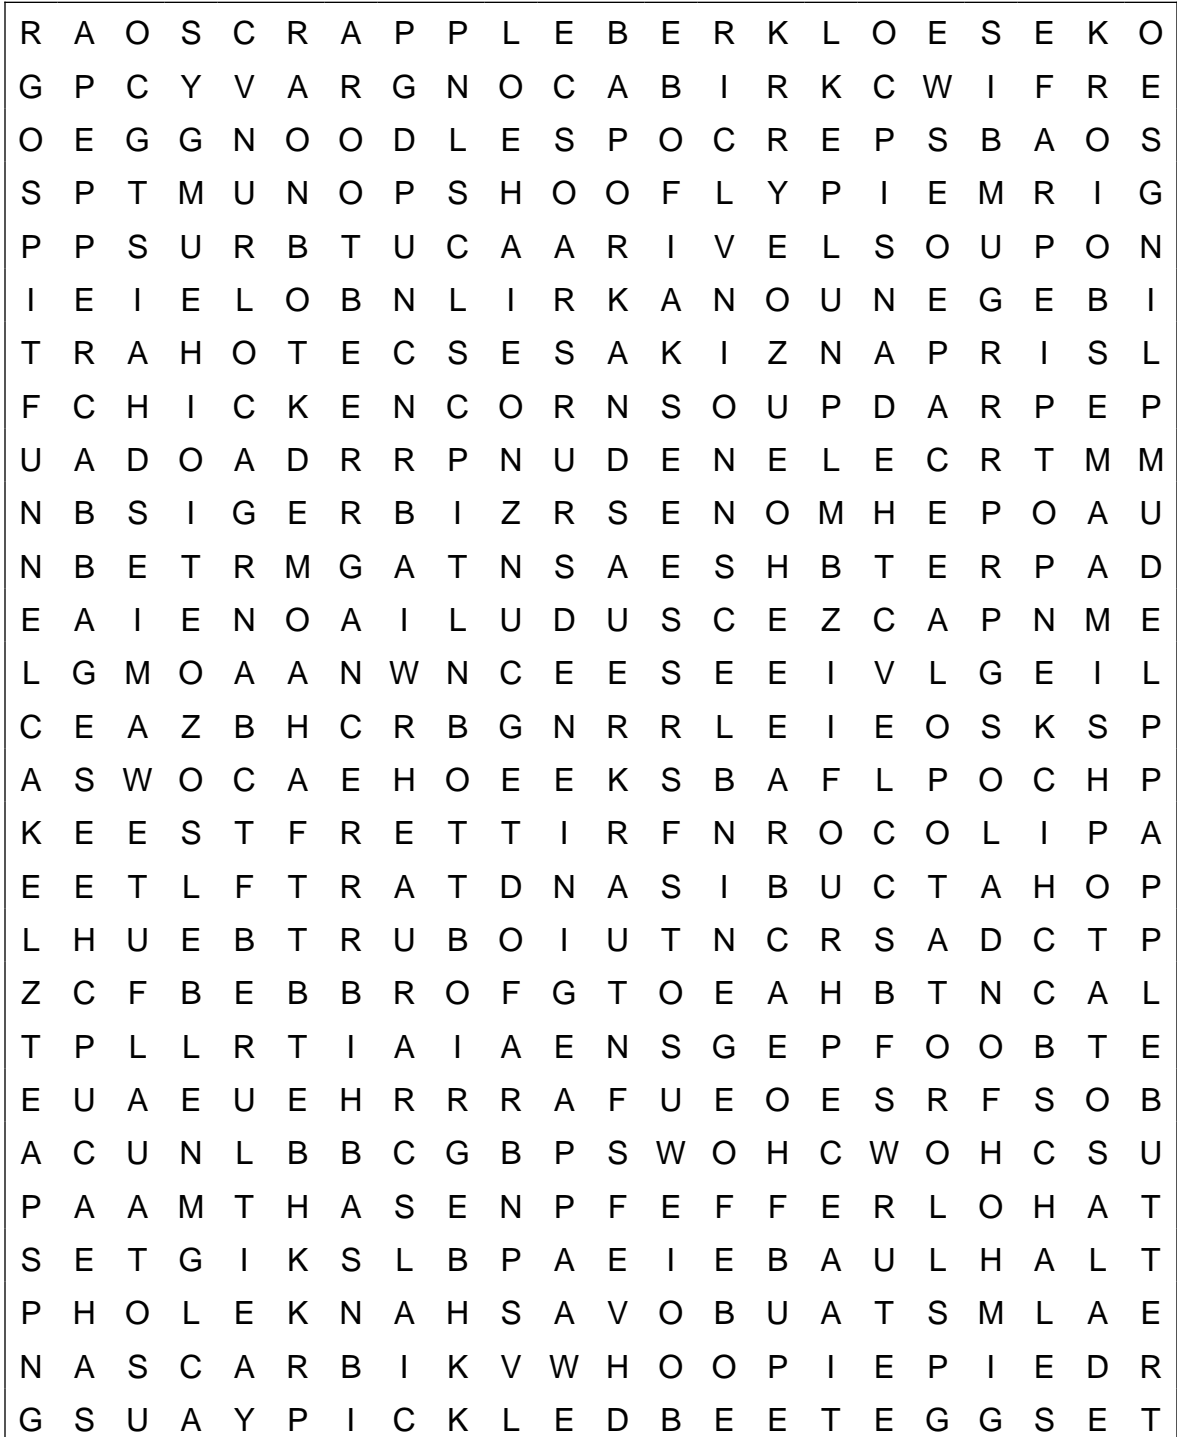 R A O S C R A P P L E B E R K L O E S E K O
G P C Y V A R G N O C A B I R K C W I F R E
O E G G N O O D L E S P O C R E P S B A O S
S P T M U N O P S H O O F L Y P I E M R I G
P P S U R B T U C A A R I V E L S O U P O N
I E I E L O B N L I R K A N O U N E G E B I
T R A H O T E C S E S A K I Z N A P R I S L
F C H I C K E N C O R N S O U P D A R P E P
U A D O A D R R P N U D E N E L E C R T M M
N B S I G E R B I Z R S E N O M H E P O A U
N B E T R M G A T N S A E S H B T E R P A D
E A I E N O A I L U D U S C E Z C A P N M E
L G M O A A N W N C E E S E E I V L G E I L
C E A Z B H C R B G N R R L E I E O S K S P
A S W O C A E H O E E K S B A F L P O C H P
K E E S T F R E T T I R F N R O C O L I P A
E E T L F T R A T D N A S I B U C T A H O P
L H U E B T R U B O I U T N C R S A D C T P
Z C F B E B B R O F G T O E A H B T N C A L
T P L L R T I A I A E N S G E P F O O B T E
E U A E U E H R R R A F U E O E S R F S O B
A C U N L B B C G B P S W O H C W O H C S U
P A A M T H A S E N P F E F F E R L O H A T
S E T G I K S L B P A E I E B A U L H A L T
P H O L E K N A H S A V O B U A T S M L A E
N A S C A R B I K V W H O O P I E P I E D R
G S U A Y P I C K L E D B E E T E G G S E T